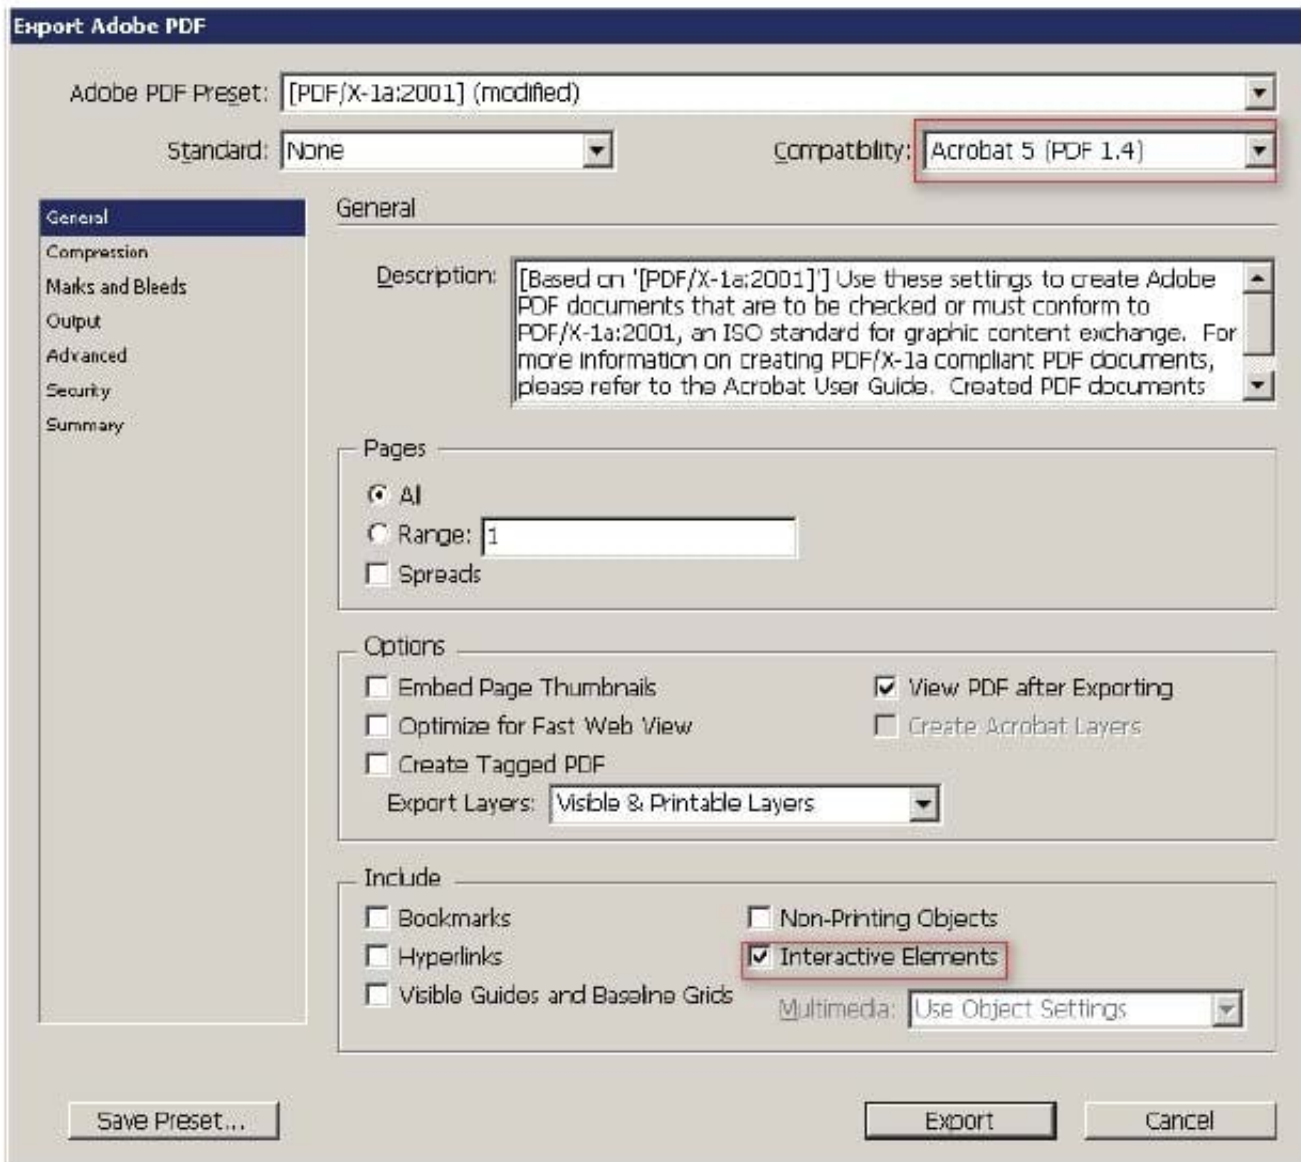 Export Adobe PDF
Adobe PDF Preset: [PDF/X-1a:2001] (modified)
Standard: None Compatibility: Acrobat 5 (PDF 1.4)
General
Compression
Marks and Bleeds
Output
Advanced
Security
Summary
General
Description: [Based on '[PDF/X-1a:2001]'] Use these settings to create Adobe
PDF documents that are to be checked or must conform to
PDF/X-1a:2001, an ISO standard for graphic content exchange. For
more information on creating PDF/X-1a compliant PDF documents,
please refer to the Acrobat User Guide. Created PDF documents
Pages
All
Range: 1
Spreads
Options
Embed Page Thumbnails View PDF after Exporting
Optimize for Fast Web View Create Acrobat Layers
Create Tagged PDF
Export Layers: Visible & Printable Layers
Include
Bookmarks Non-Printing Objects
Hyperlinks Interactive Elements
Visible Guides and Baseline Grids Multimedia: Use Object Settings
Save Preset... Export Cancel